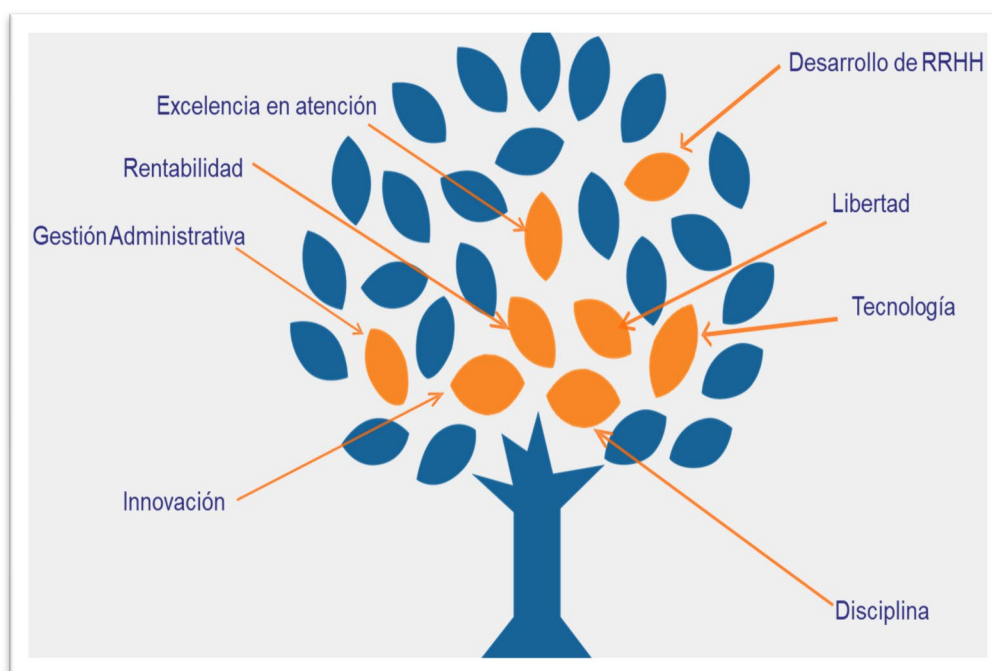 Desarrollo de RRHH
Excelencia en atención
Rentabilidad
Libertad
Gestión Administrativa
Tecnología
Innovación
Disciplina